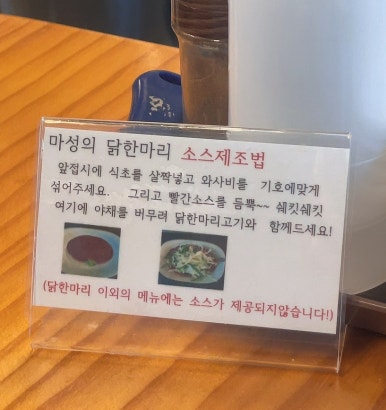 마성의 닭한마리 소스제조법
앞접시에 식초를 살짝넣고 와사비를 기호에맞게
섞어주세요. 그리고 빨간소스를 듬뿍~~ 쉐킷쉐킷
여기에 야채를 버무려 닭한마리고기와 함께드세요!
(닭한마리 이외의 메뉴에는 소스가 제공되지않습니다!)